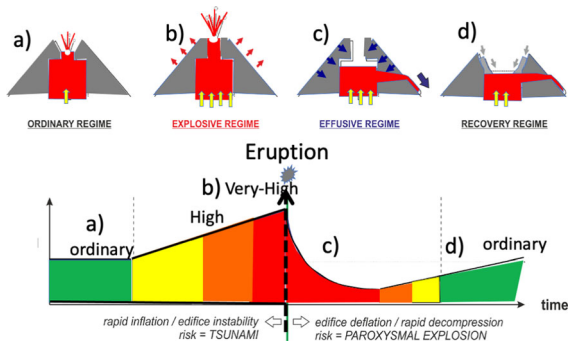 a)
b)
c)
d)
ORDINARY REGIME
EXPLOSIVE REGIME
EFFUSIVE REGIME
RECOVERY REGIME
Eruption
b)
Very-High
a)
High
ordinary
c)
d)
ordinary
time
rapid inflation / edifice instability
risk = TSUNAMI
edifice deflation / rapid decompression
risk = PAROXYSMAL EXPLOSION